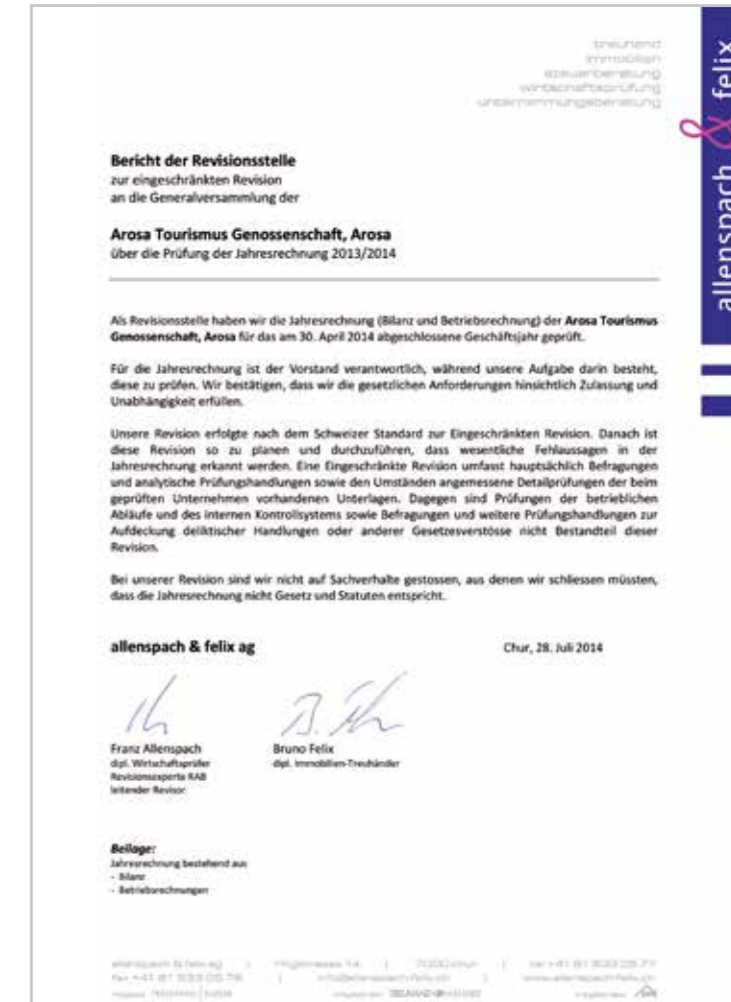 treuhand
immobilien
steuerberatung
wirtschaftsprüfung
unternehmungsberatung
allenspach & felix
Bericht der Revisionsstelle
zur eingeschränkten Revision
an die Generalversammlung der
Arosa Tourismus Genossenschaft, Arosa
über die Prüfung der Jahresrechnung 2013/2014
Als Revisionsstelle haben wir die Jahresrechnung (Bilanz und Betriebsrechnung) der Arosa Tourismus
Genossenschaft, Arosa für das am 30. April 2014 abgeschlossene Geschäftsjahr geprüft.
Für die Jahresrechnung ist der Vorstand verantwortlich, während unsere Aufgabe darin besteht,
diese zu prüfen. Wir bestätigen, dass wir die gesetzlichen Anforderungen hinsichtlich Zulassung und
Unabhängigkeit erfüllen.
Unsere Revision erfolgte nach dem Schweizer Standard zur Eingeschränkten Revision. Danach ist
diese Revision so zu planen und durchzuführen, dass wesentliche Fehlaussagen in der
Jahresrechnung erkannt werden. Eine Eingeschränkte Revision umfasst hauptsächlich Befragungen
und analytische Prüfungshandlungen sowie den Umständen angemessene Detailprüfungen der beim
geprüften Unternehmen vorhandenen Unterlagen. Dagegen sind Prüfungen der betrieblichen
Abläufe und des internen Kontrollsystems sowie Befragungen und weitere Prüfungshandlungen zur
Aufdeckung deliktischer Handlungen oder anderer Gesetzesverstösse nicht Bestandteil dieser
Revision.
Bei unserer Revision sind wir nicht auf Sachverhalte gestossen, aus denen wir schliessen müssten,
dass die Jahresrechnung nicht Gesetz und Statuten entspricht.
allenspach & felix ag
Chur, 28. Juli 2014
Franz Allenspach
dipl. Wirtschaftsprüfer
Revisionsexperte RAB
leitender Revisor
Bruno Felix
dipl. Immobilien-Treuhänder
Beilage:
Jahresrechnung bestehend aus
- Bilanz
- Betriebsrechnungen
allenspach & felix ag
7000 chur